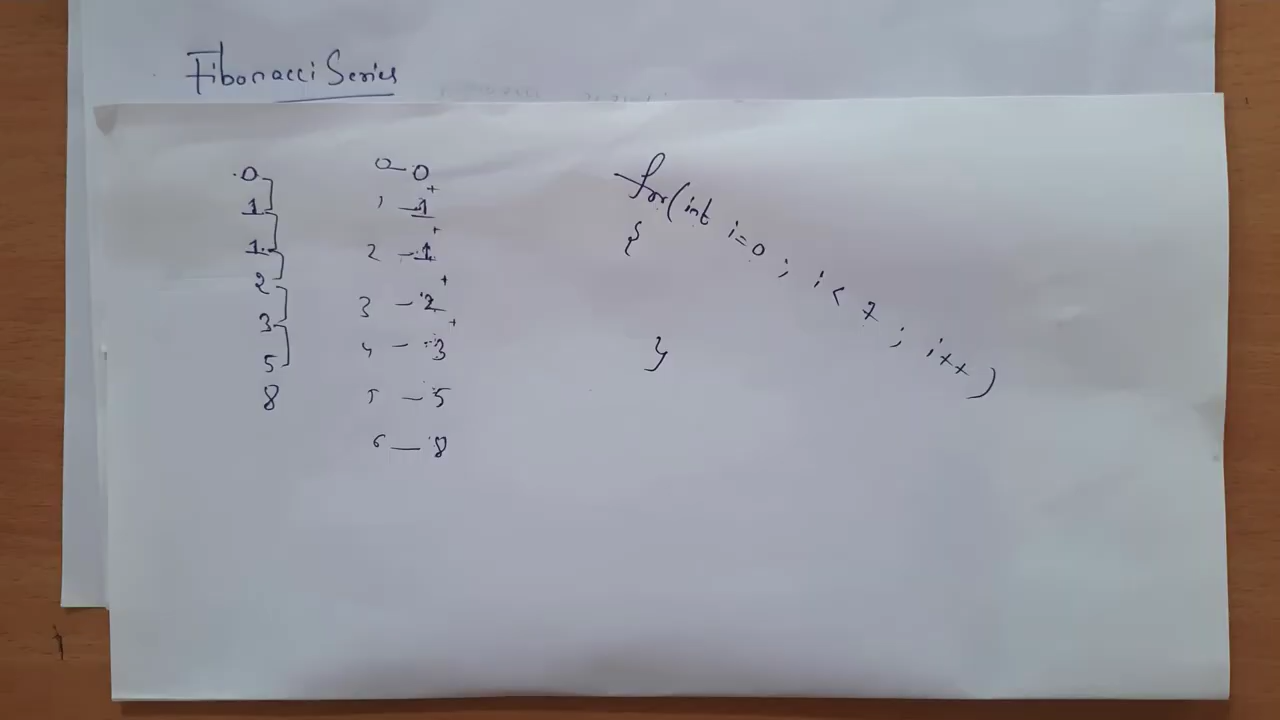 Fibonacci Series
0
1
1
2
3
5
8
0 - 0
1 - 1 +
2 - 1 +
3 - 2 +
4 - 3 +
5 - 5
6 - 8
for(int i=0 ; i< 7 ; i++)
{
}